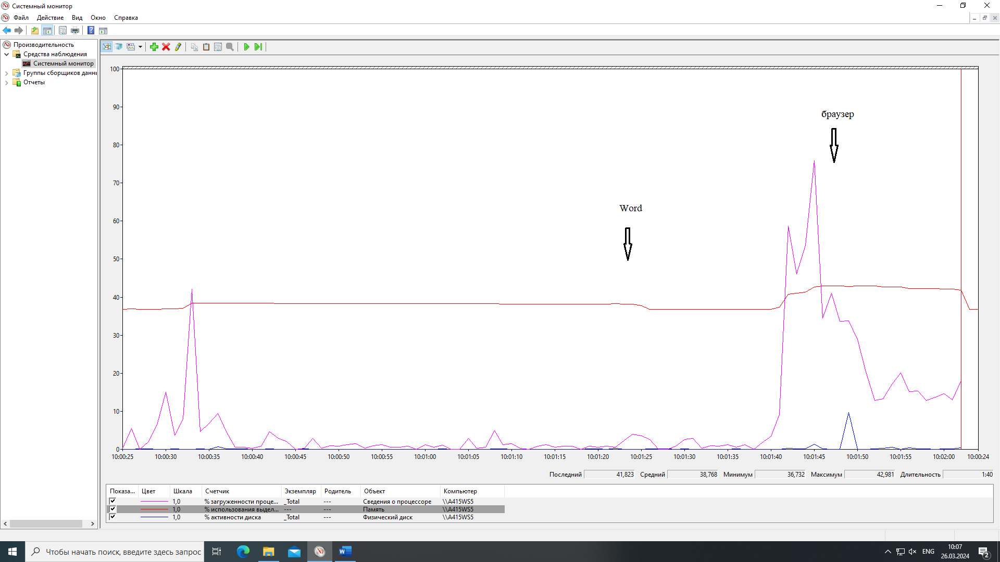 Системный монитор
Файл Действие Вид Окно Справка
Производительность
Средства наблюдения
Системный монитор
Группы сборщиков данны
Отчеты
100
90
80
70
60
50
40
30
20
10
0
браузер
Word
10:00:25 10:00:30 10:00:35 10:00:40 10:00:45 10:00:50 10:00:55 10:01:00 10:01:05 10:01:10 10:01:15 10:01:20 10:01:25 10:01:30 10:01:35 10:01:40 10:01:45 10:01:50 10:01:55 10:02:00 10:00:24
Последний 41,823 Средний 38,768 Минимум 36,732 Максимум 42,981 Длительность 1:40
Показа... Цвет Шкала Счетчик Экземпляр Родитель Объект Компьютер
1,0 % загруженности проце... _Total --- Сведения о процессоре \\A415WS5
1,0 % использования выдел... --- --- Память \\A415WS5
1,0 % активности диска _Total --- Физический диск \\A415WS5
Чтобы начать поиск, введите здесь запрос
ENG
10:07
26.03.2024
2